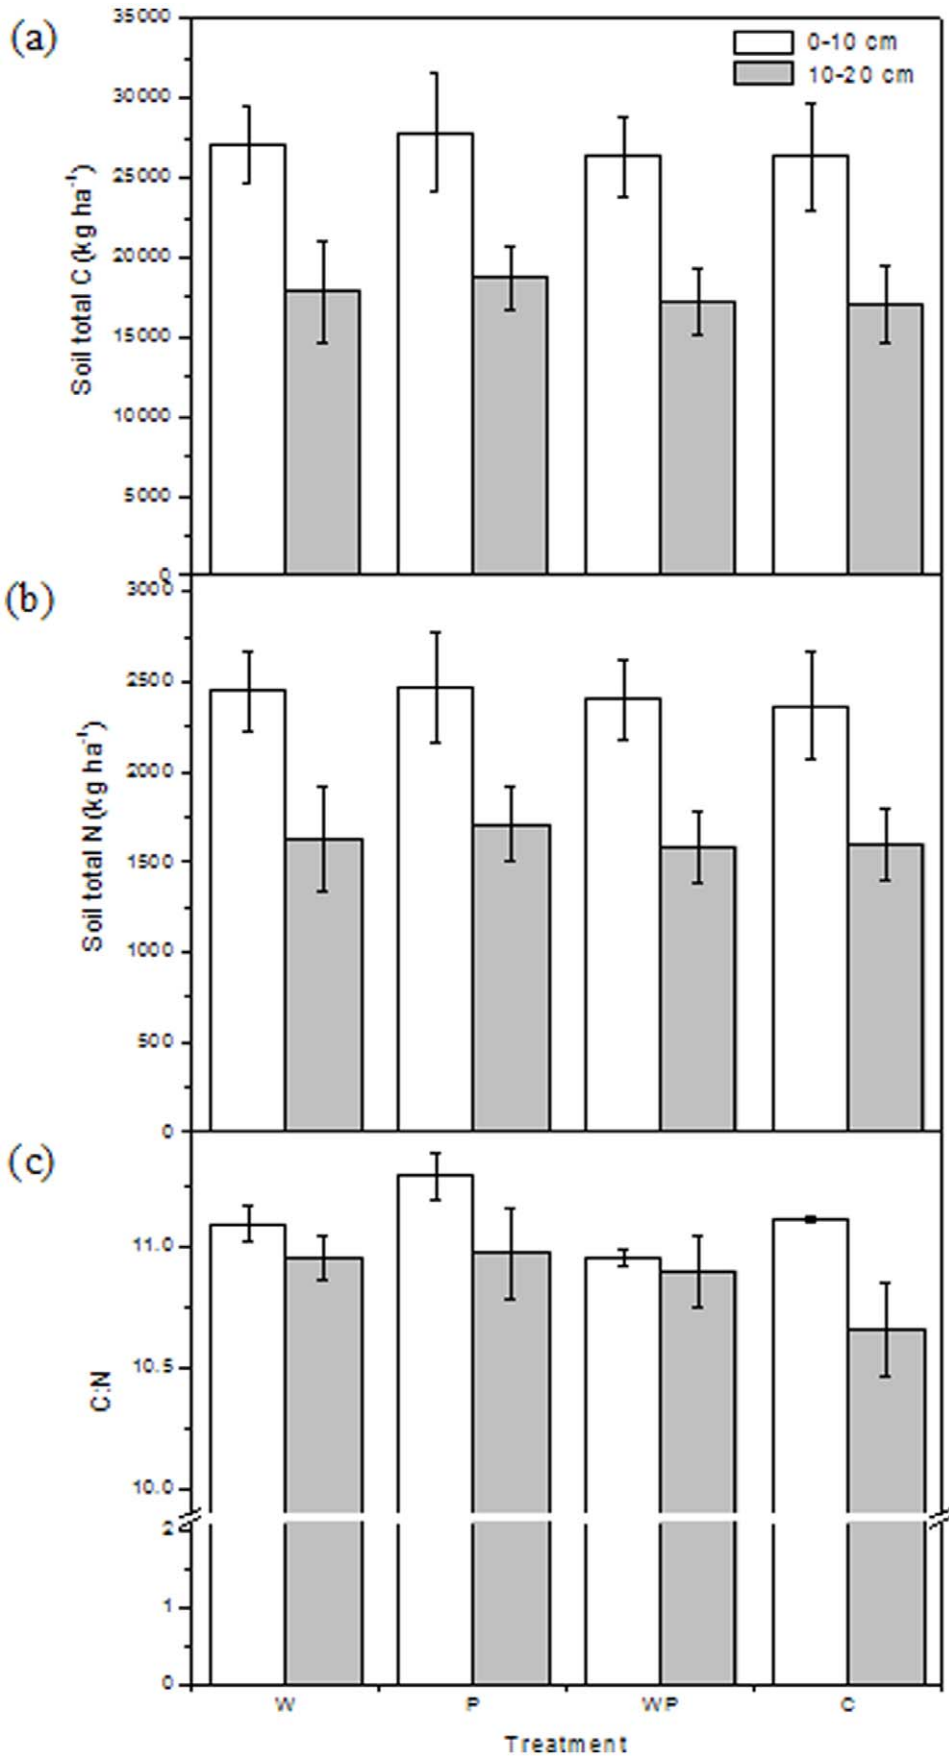 (a)
0-10 cm
10-20 cm
35000
30000
25000
20000
15000
10000
5000
0
Soil total C (kg ha-1)
(b)
3000
2500
2000
1500
1000
500
0
Soil total N (kg ha-1)
(c)
11.0
10.5
10.0
2
1
0
C:N
W P WP C
Treatment